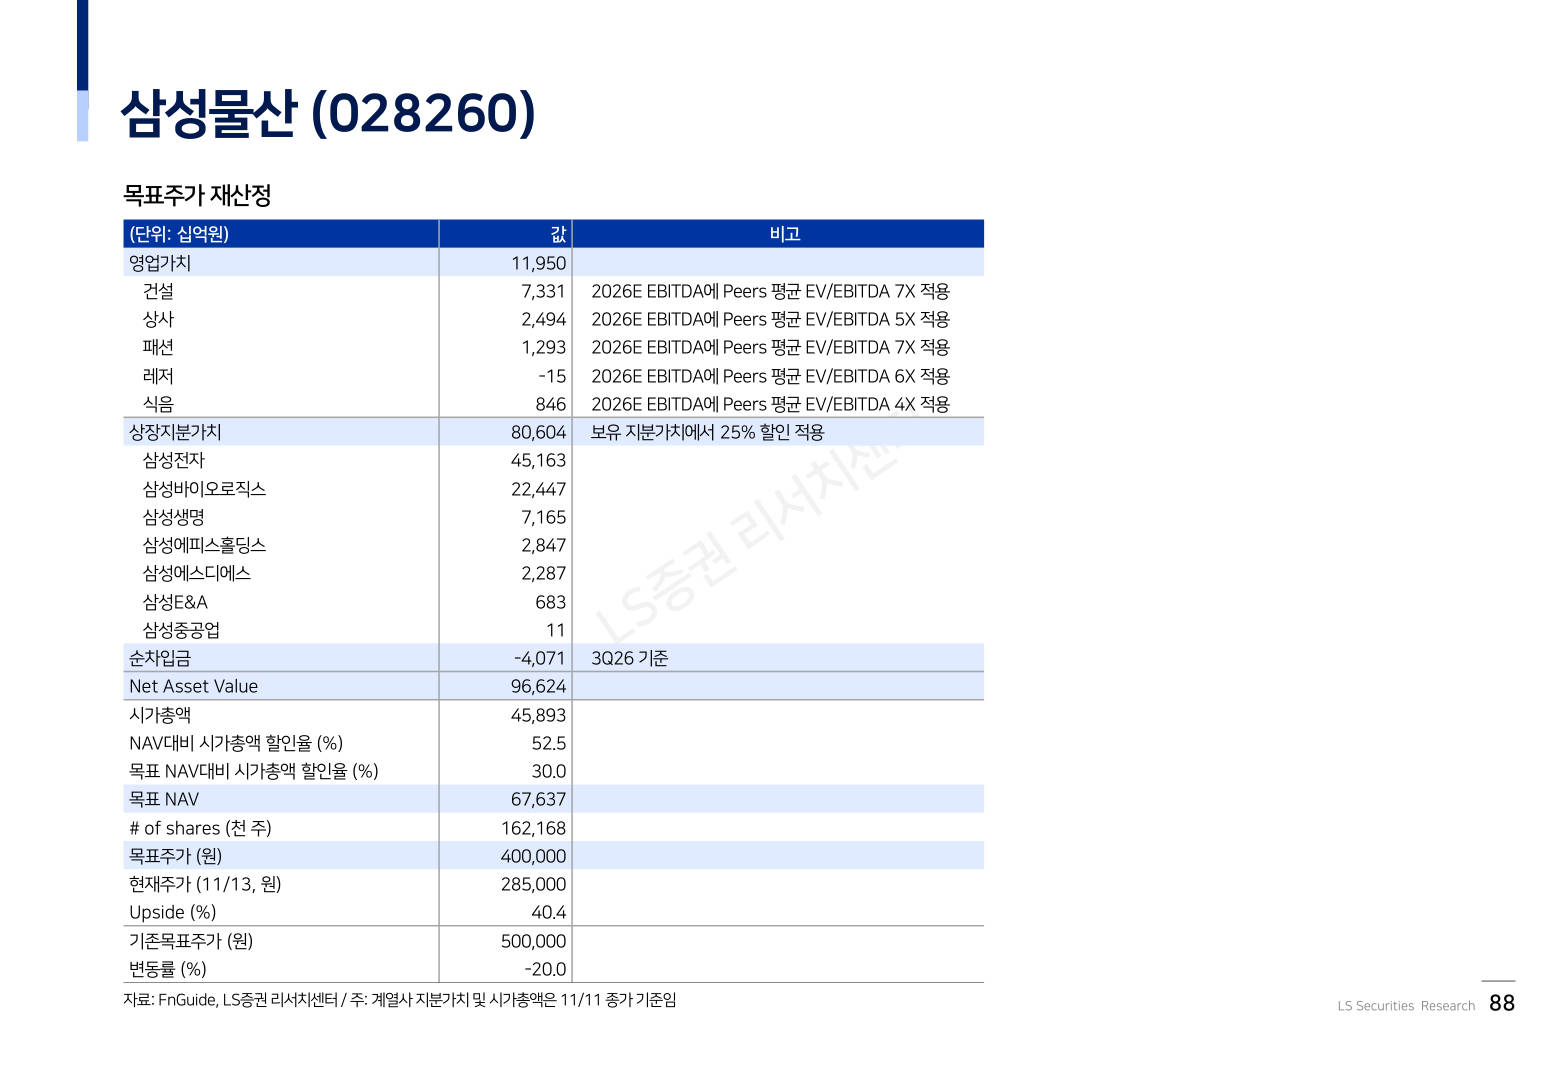 삼성물산 (028260)
목표주가 재산정
(단위: 십억원) 값 비고
영업가치 11,950
건설 7,331 2026E EBITDA에 Peers 평균 EV/EBITDA 7X 적용
상사 2,494 2026E EBITDA에 Peers 평균 EV/EBITDA 5X 적용
패션 1,293 2026E EBITDA에 Peers 평균 EV/EBITDA 7X 적용
레저 -15 2026E EBITDA에 Peers 평균 EV/EBITDA 6X 적용
식음 846 2026E EBITDA에 Peers 평균 EV/EBITDA 4X 적용
상장지분가치 80,604 보유 지분가치에서 25% 할인 적용
삼성전자 45,163
삼성바이오로직스 22,447
삼성생명 7,165
삼성에피스홀딩스 2,847
삼성에스디에스 2,287
삼성E&A 683
삼성중공업 11
순차입금 -4,071 3Q26 기준
Net Asset Value 96,624
시가총액 45,893
NAV대비 시가총액 할인율 (%) 52.5
목표 NAV대비 시가총액 할인율 (%) 30.0
목표 NAV 67,637
# of shares (천 주) 162,168
목표주가 (원) 400,000
현재주가 (11/13, 원) 285,000
Upside (%) 40.4
기존목표주가 (원) 500,000
변동률 (%) -20.0
자료: FnGuide, LS증권 리서치센터 / 주: 계열사 지분가치 및 시가총액은 11/11 종가 기준임
LS증권 리서치센
LS Securities Research 88